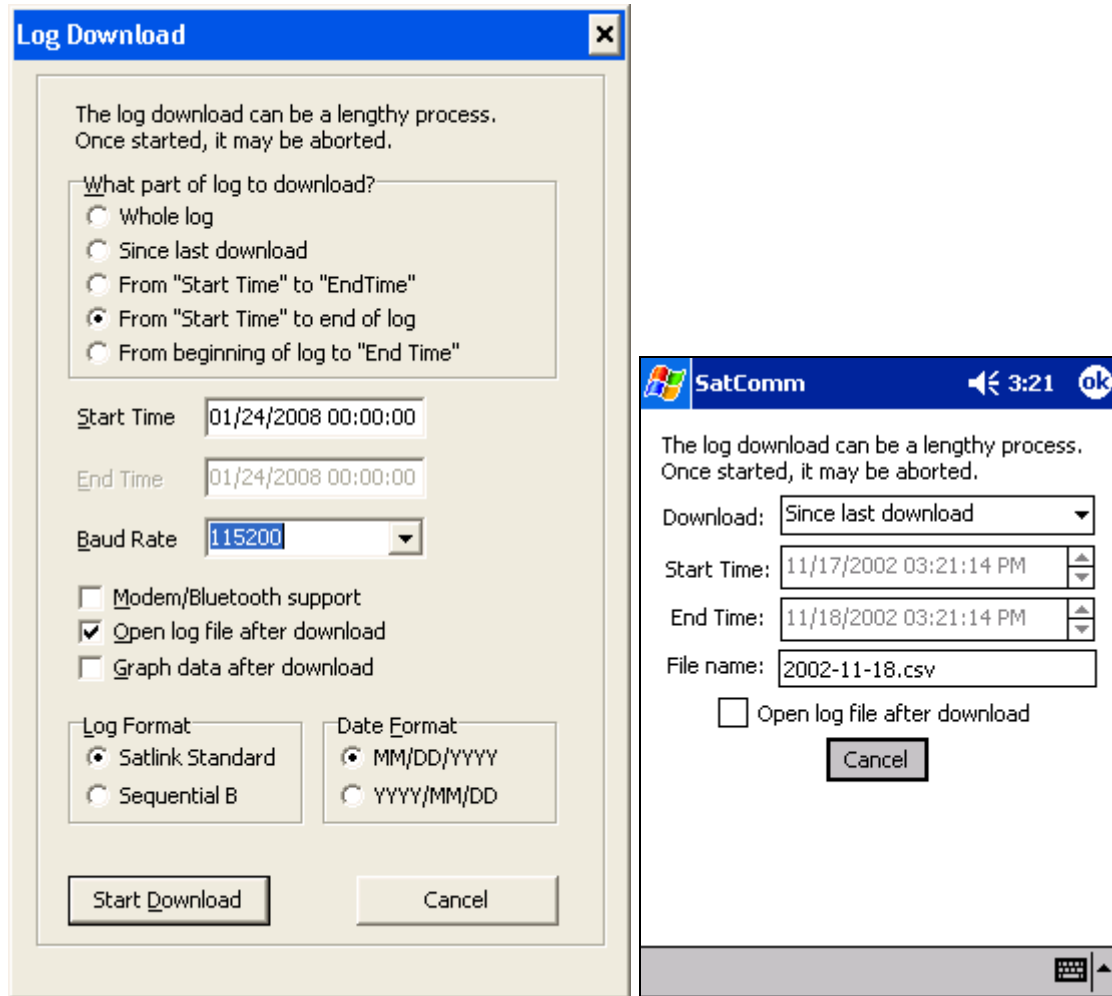 Log Download
The log download can be a lengthy process.
Once started, it may be aborted.
What part of log to download?
Whole log
Since last download
From "Start Time" to "EndTime"
From "Start Time" to end of log
From beginning of log to "End Time"
Start Time 01/24/2008 00:00:00
End Time 01/24/2008 00:00:00
Baud Rate 115200
Modem/Bluetooth support
Open log file after download
Graph data after download
Log Format
Satlink Standard
Sequential B
Date Format
MM/DD/YYYY
YYYY/MM/DD
Start Download
Cancel
SatComm 3:21 ok
The log download can be a lengthy process.
Once started, it may be aborted.
Download: Since last download
Start Time: 11/17/2002 03:21:14 PM
End Time: 11/18/2002 03:21:14 PM
File name: 2002-11-18.csv
Open log file after download
Cancel